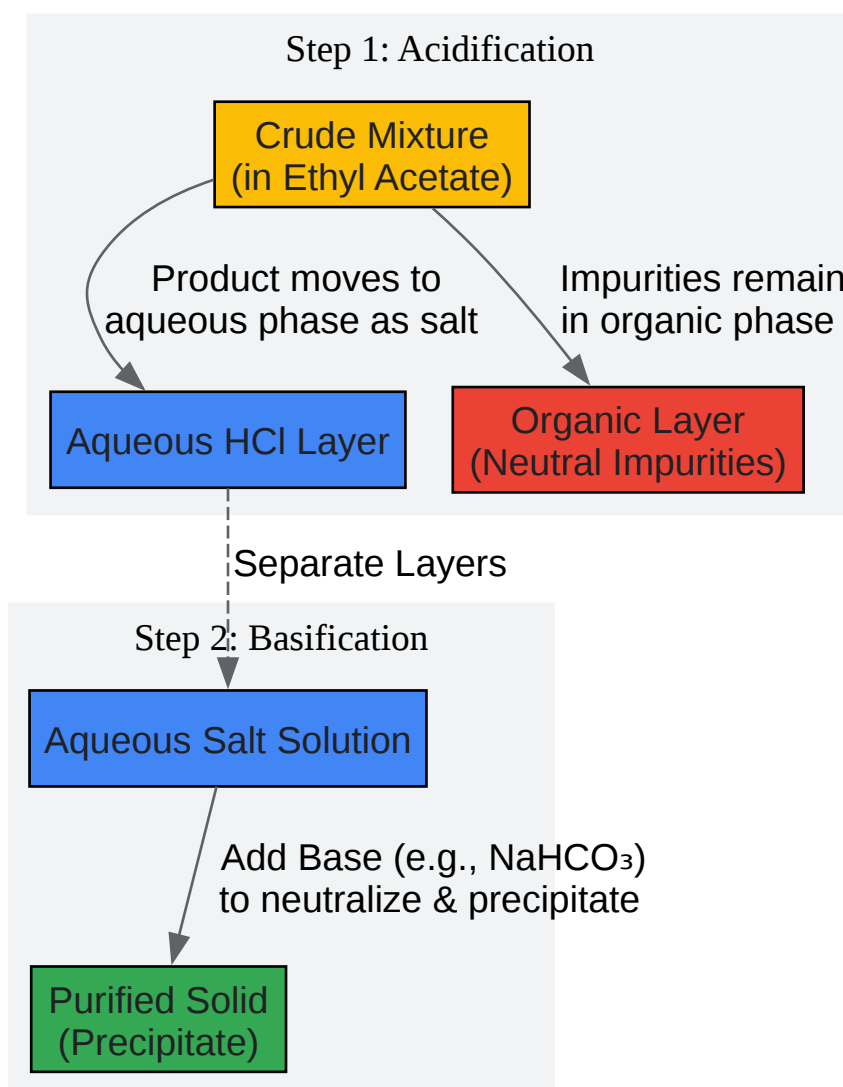 Step 1: Acidification
Crude Mixture
(in Ethyl Acetate)
Product moves to
aqueous phase as salt
Impurities remain
in organic phase
Aqueous HCl Layer
Organic Layer
(Neutral Impurities)
Separate Layers
Step 2: Basification
Aqueous Salt Solution
Add Base (e.g., NaHCO₃)
to neutralize & precipitate
Purified Solid
(Precipitate)